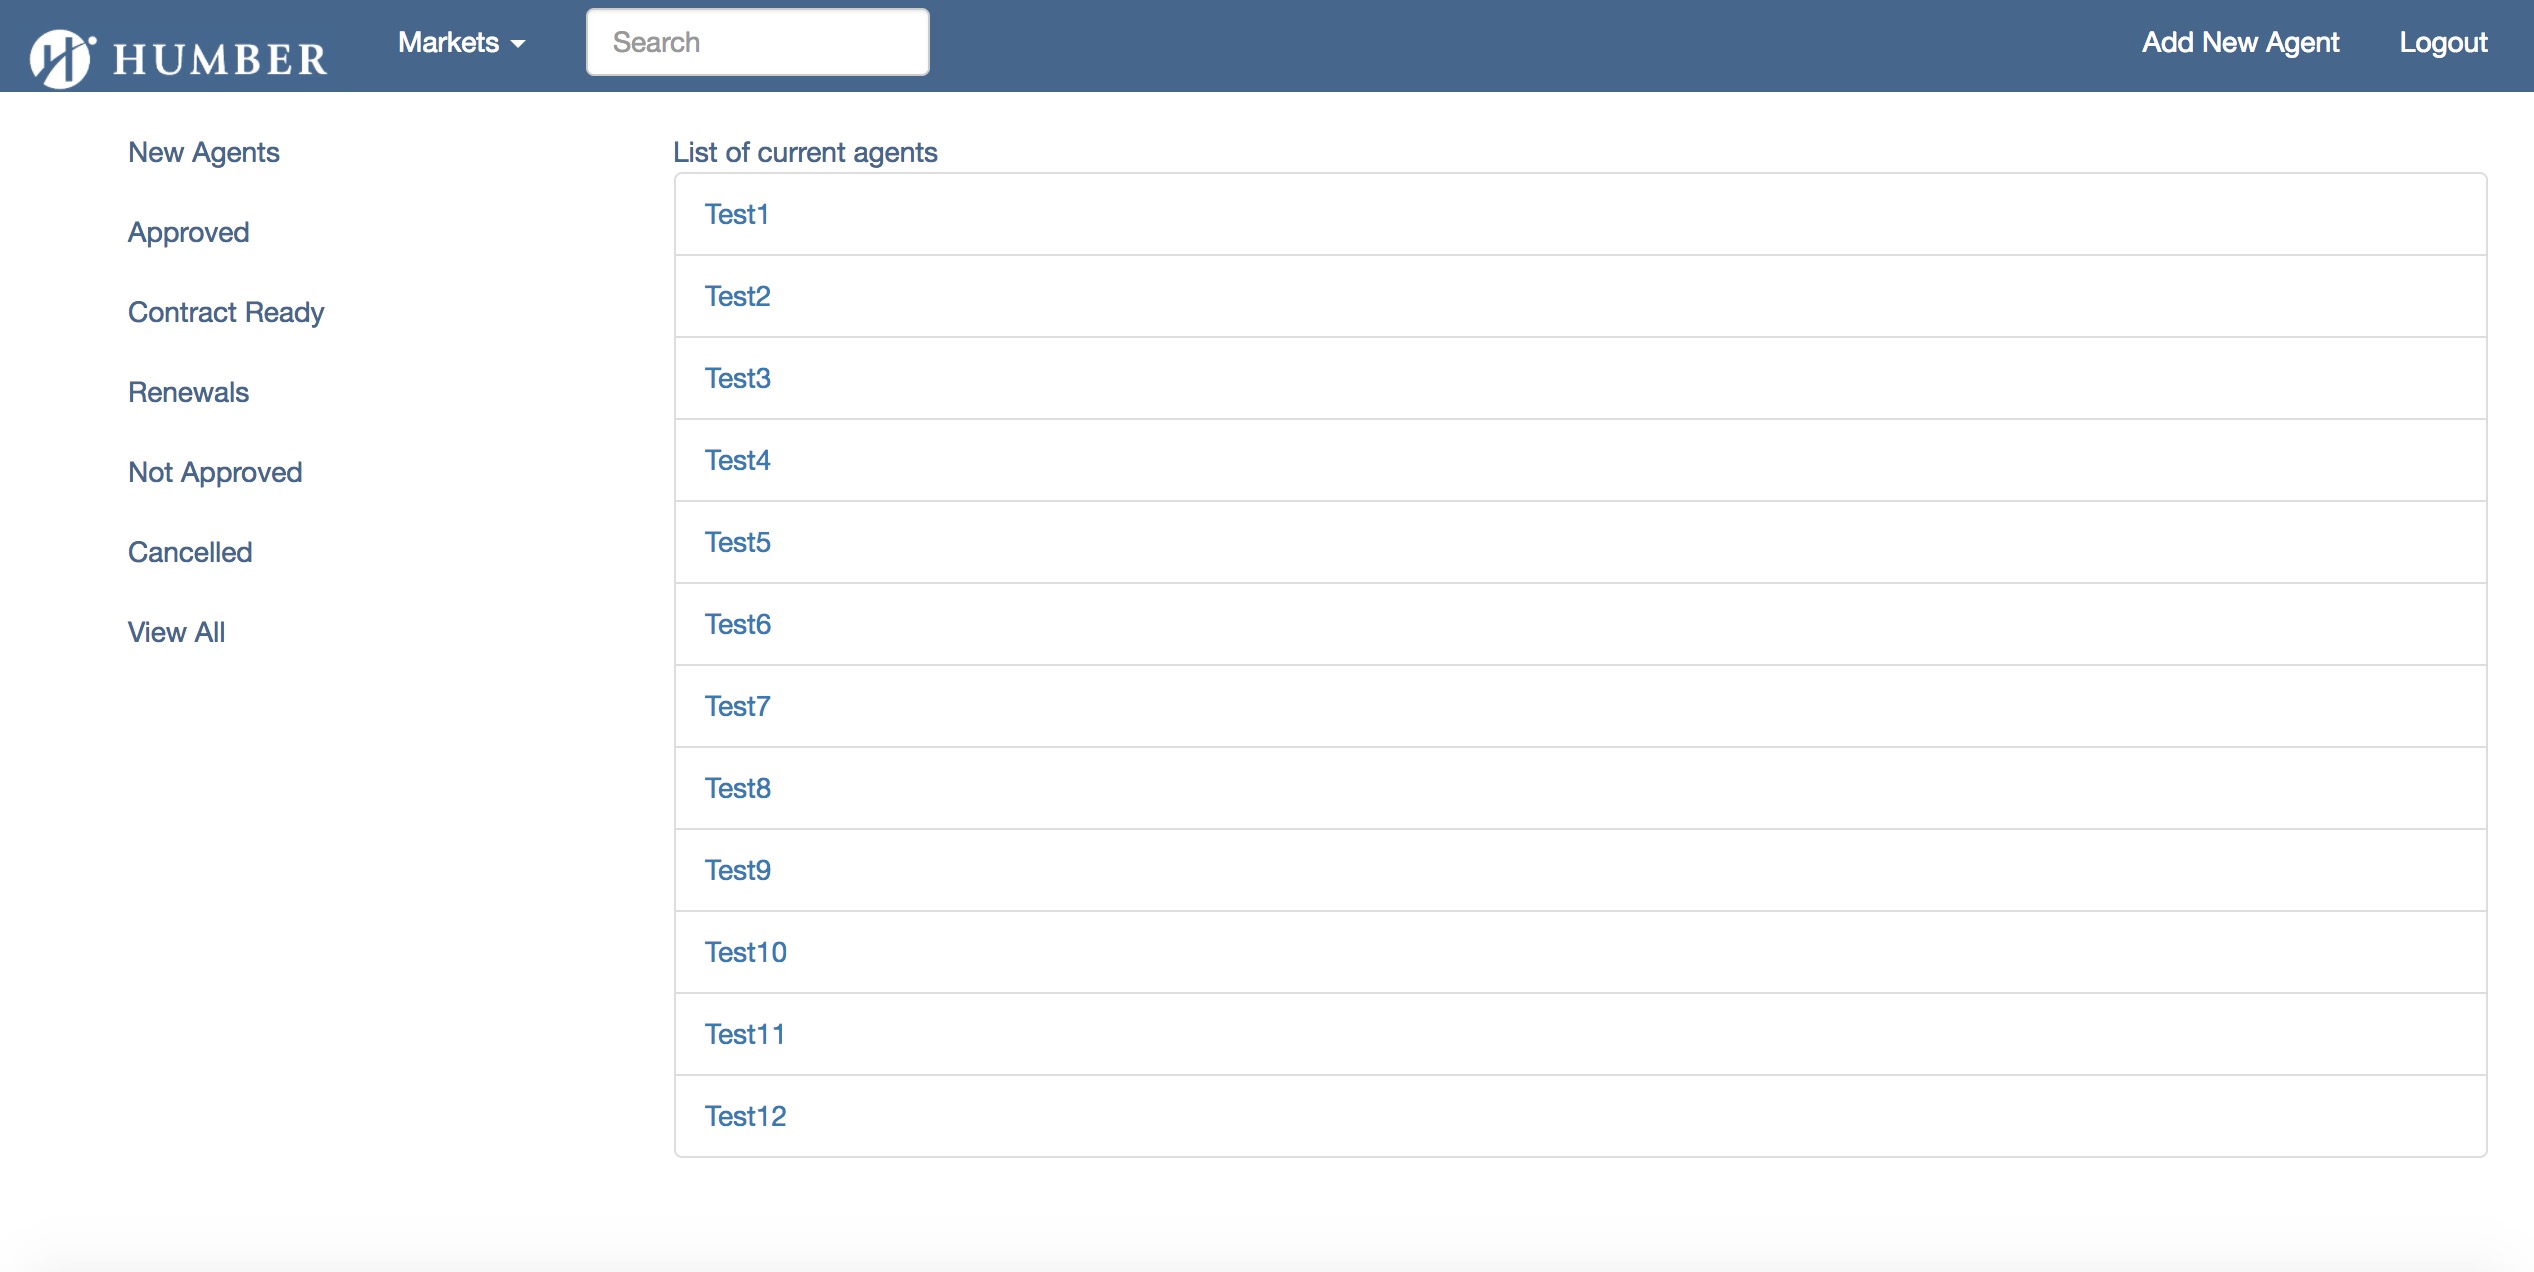 HUMBER
Markets
Search
Add New Agent
Logout
New Agents
Approved
Contract Ready
Renewals
Not Approved
Cancelled
View All
List of current agents
Test1
Test2
Test3
Test4
Test5
Test6
Test7
Test8
Test9
Test10
Test11
Test12